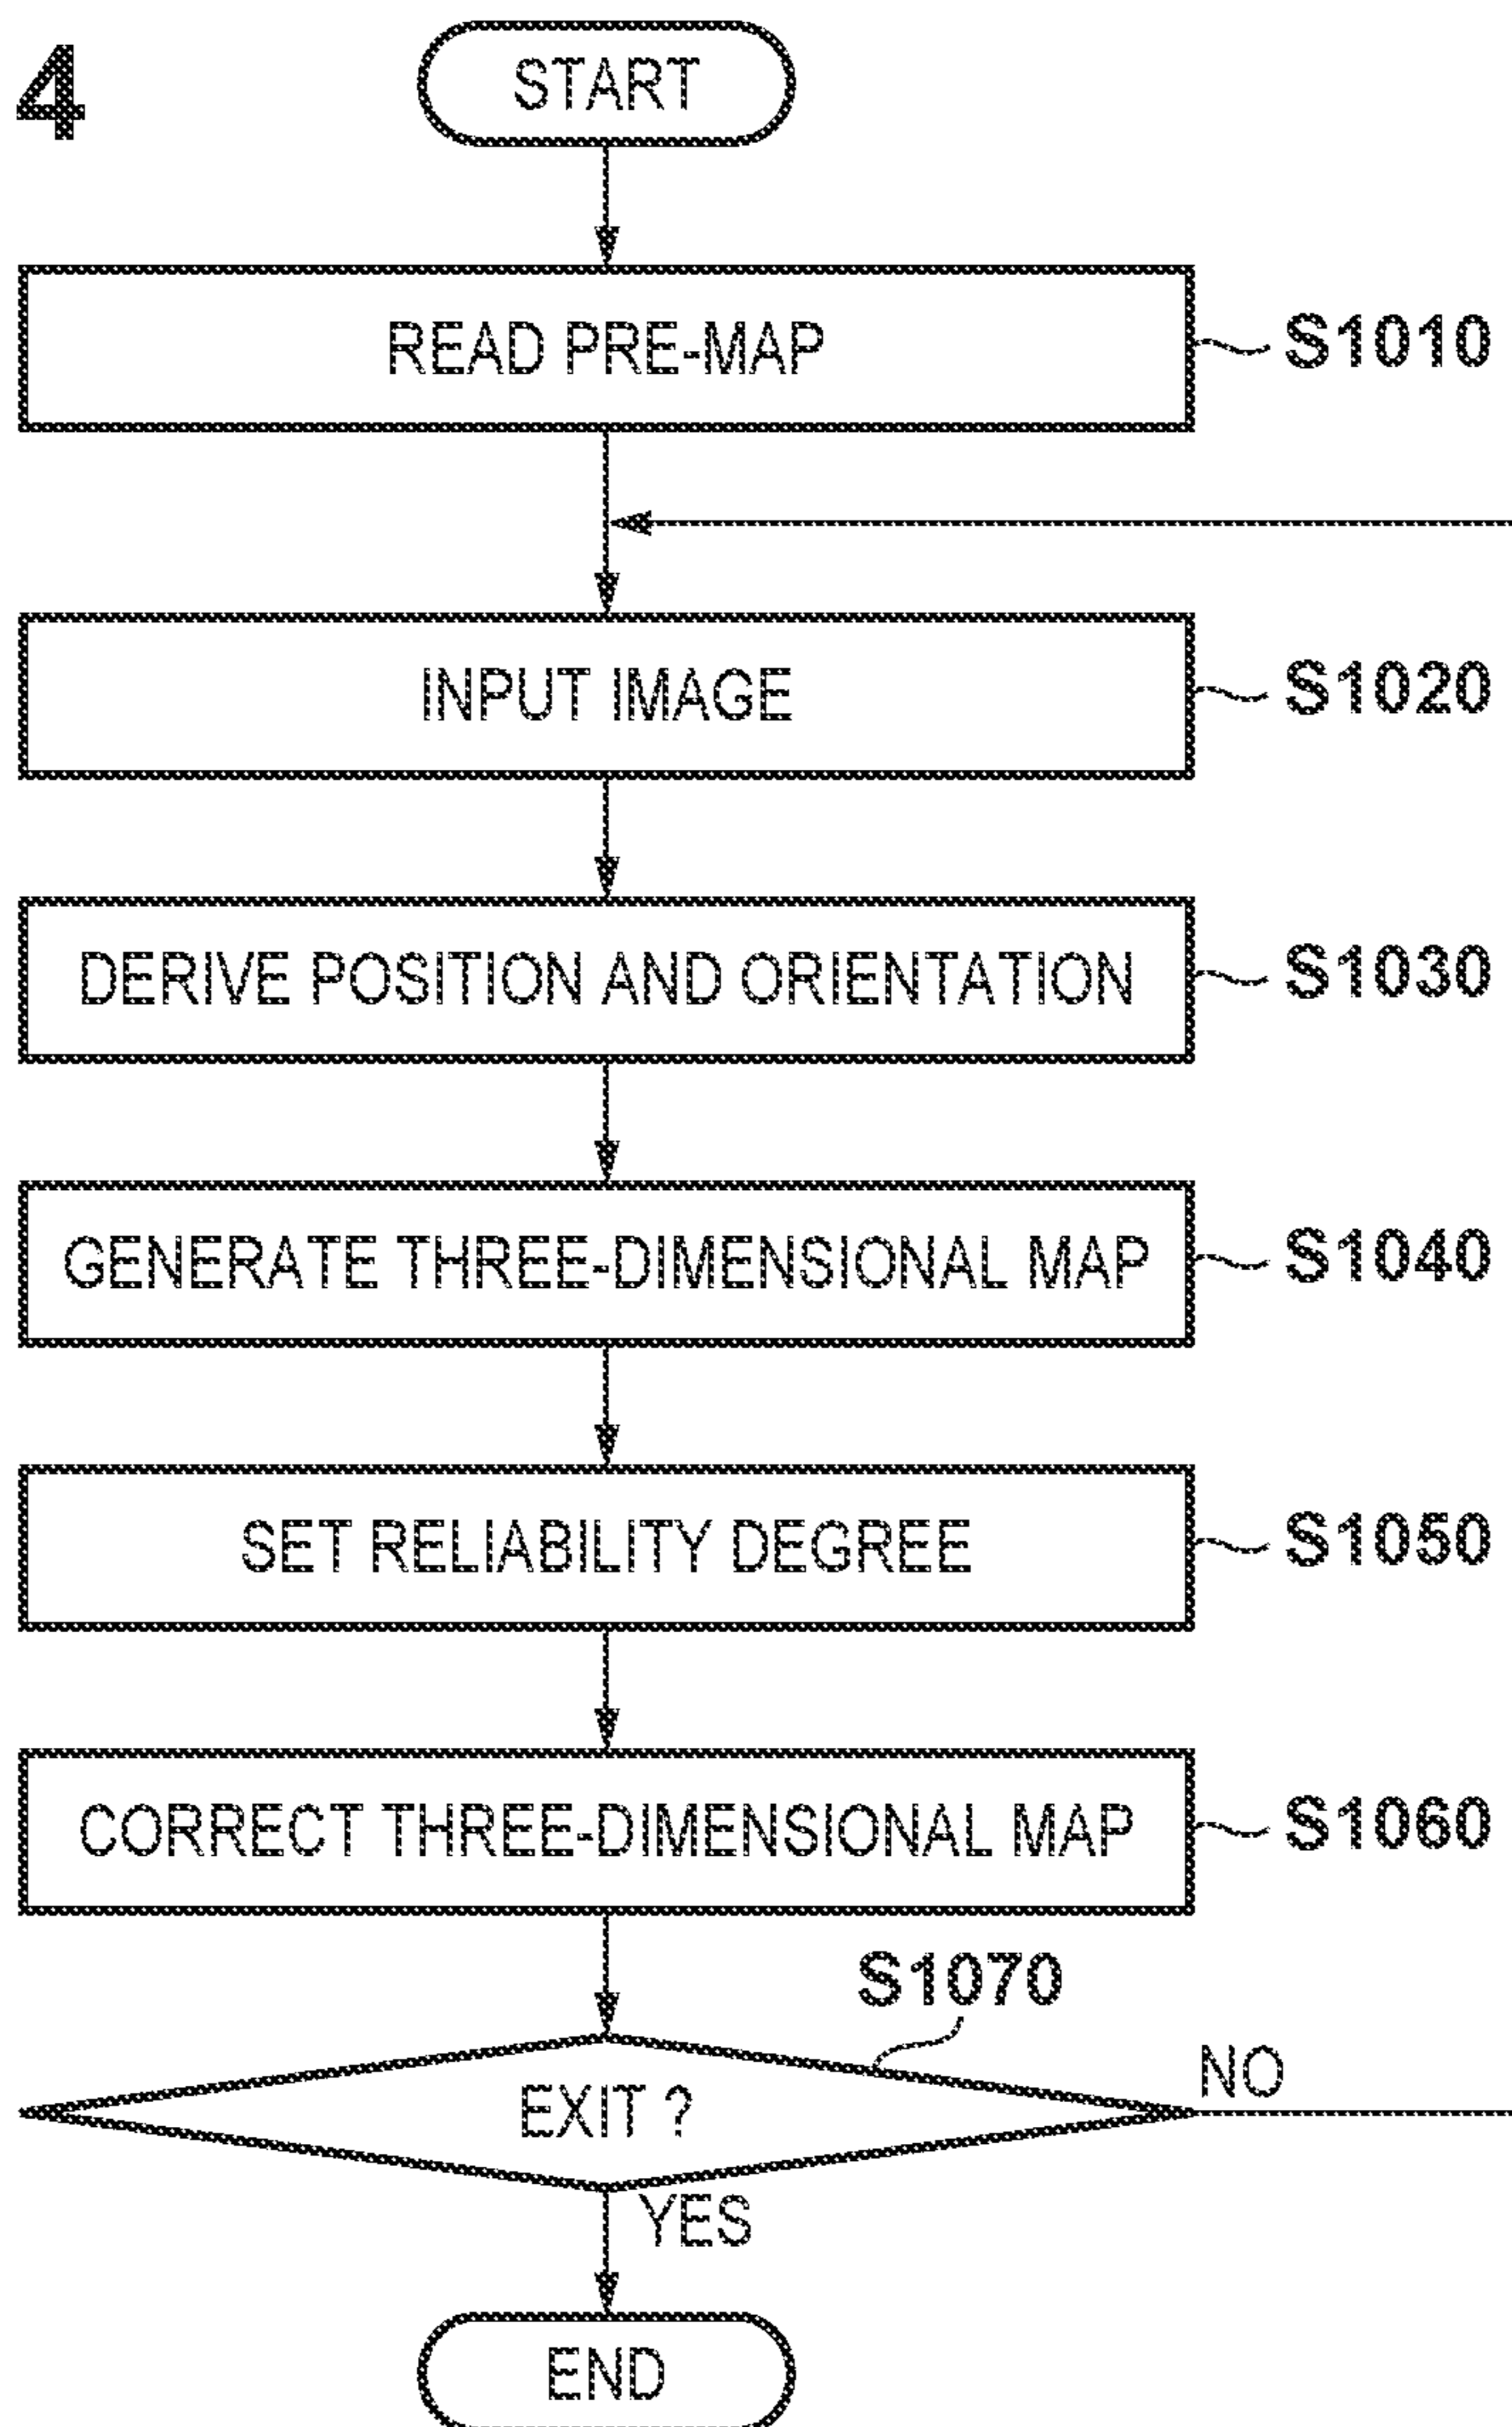 4
START
READ PRE-MAP
S1010
INPUT IMAGE
S1020
DERIVE POSITION AND ORIENTATION
S1030
GENERATE THREE-DIMENSIONAL MAP
S1040
SET RELIABILITY DEGREE
S1050
CORRECT THREE-DIMENSIONAL MAP
S1060
S1070
EXIT ?
NO
YES
END